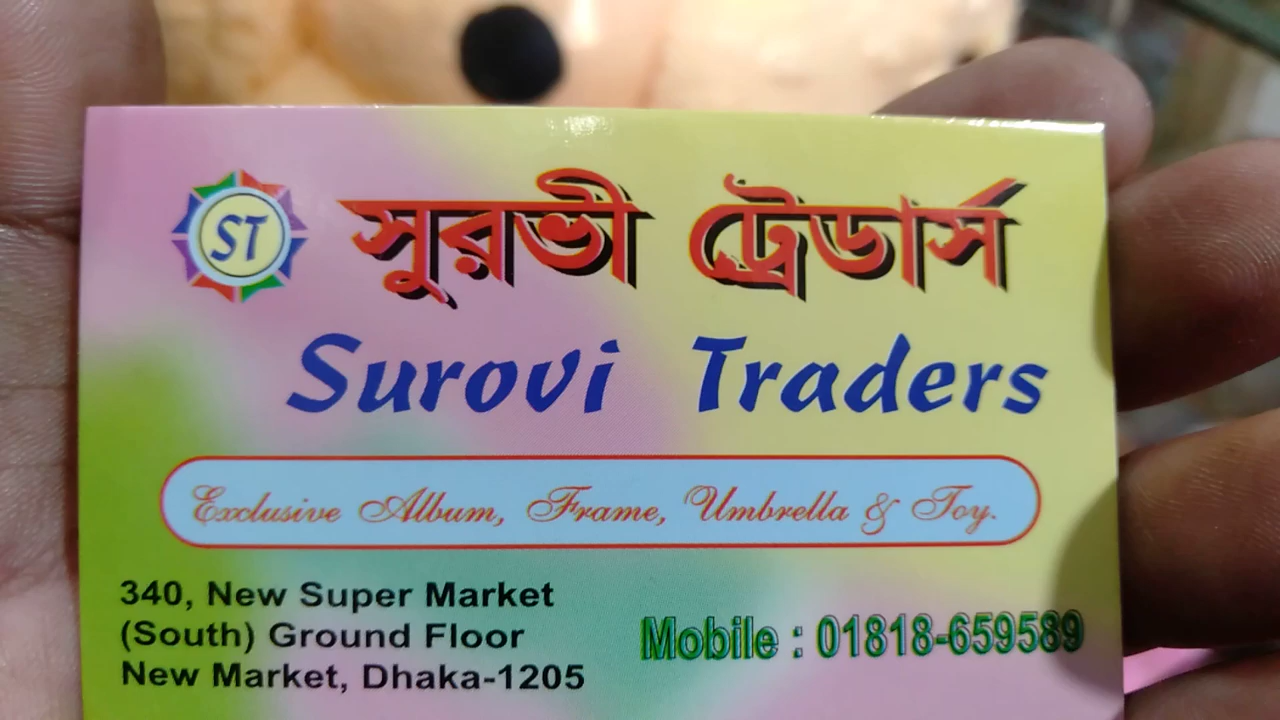 ST
সুরভী ট্রেডার্স
Surovi Traders
Exclusive Album, Frame, Umbrella & Toy.
340, New Super Market
(South) Ground Floor
New Market, Dhaka-1205
Mobile : 01818-659589